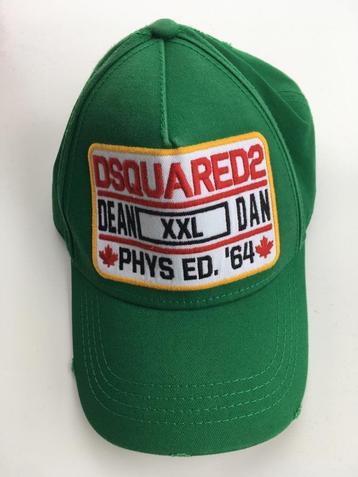 DSQUARED2
DEAN XXL DAN
PHYS ED. '64